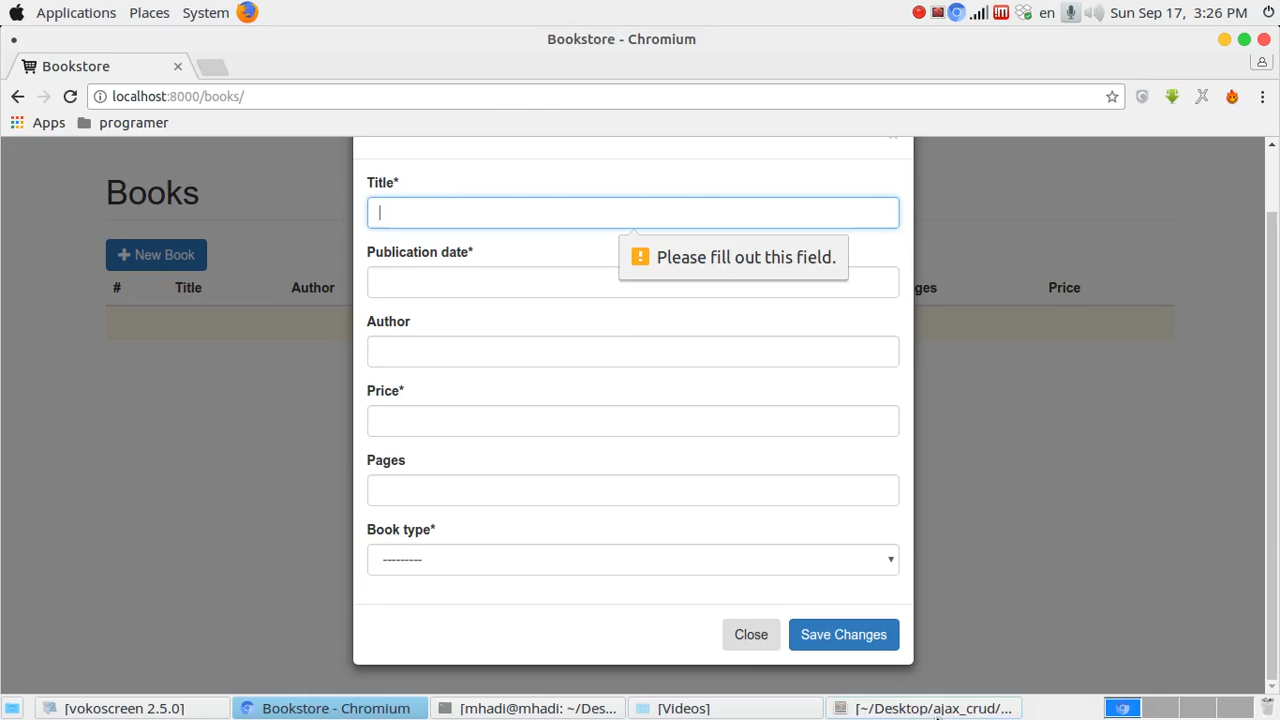 Applications Places System en Sun Sep 17, 3:26 PM
Bookstore - Chromium
Bookstore
localhost:8000/books/
Apps programer
Books
New Book
# Title Author Price
Title*
Please fill out this field.
Publication date*
Author
Price*
Pages
Book type*
---------
Close Save Changes
[vokoscreen 2.5.0] Bookstore - Chromium [mhadi@mhadi: ~/Des... [Videos] [~/Desktop/ajax_crud/...